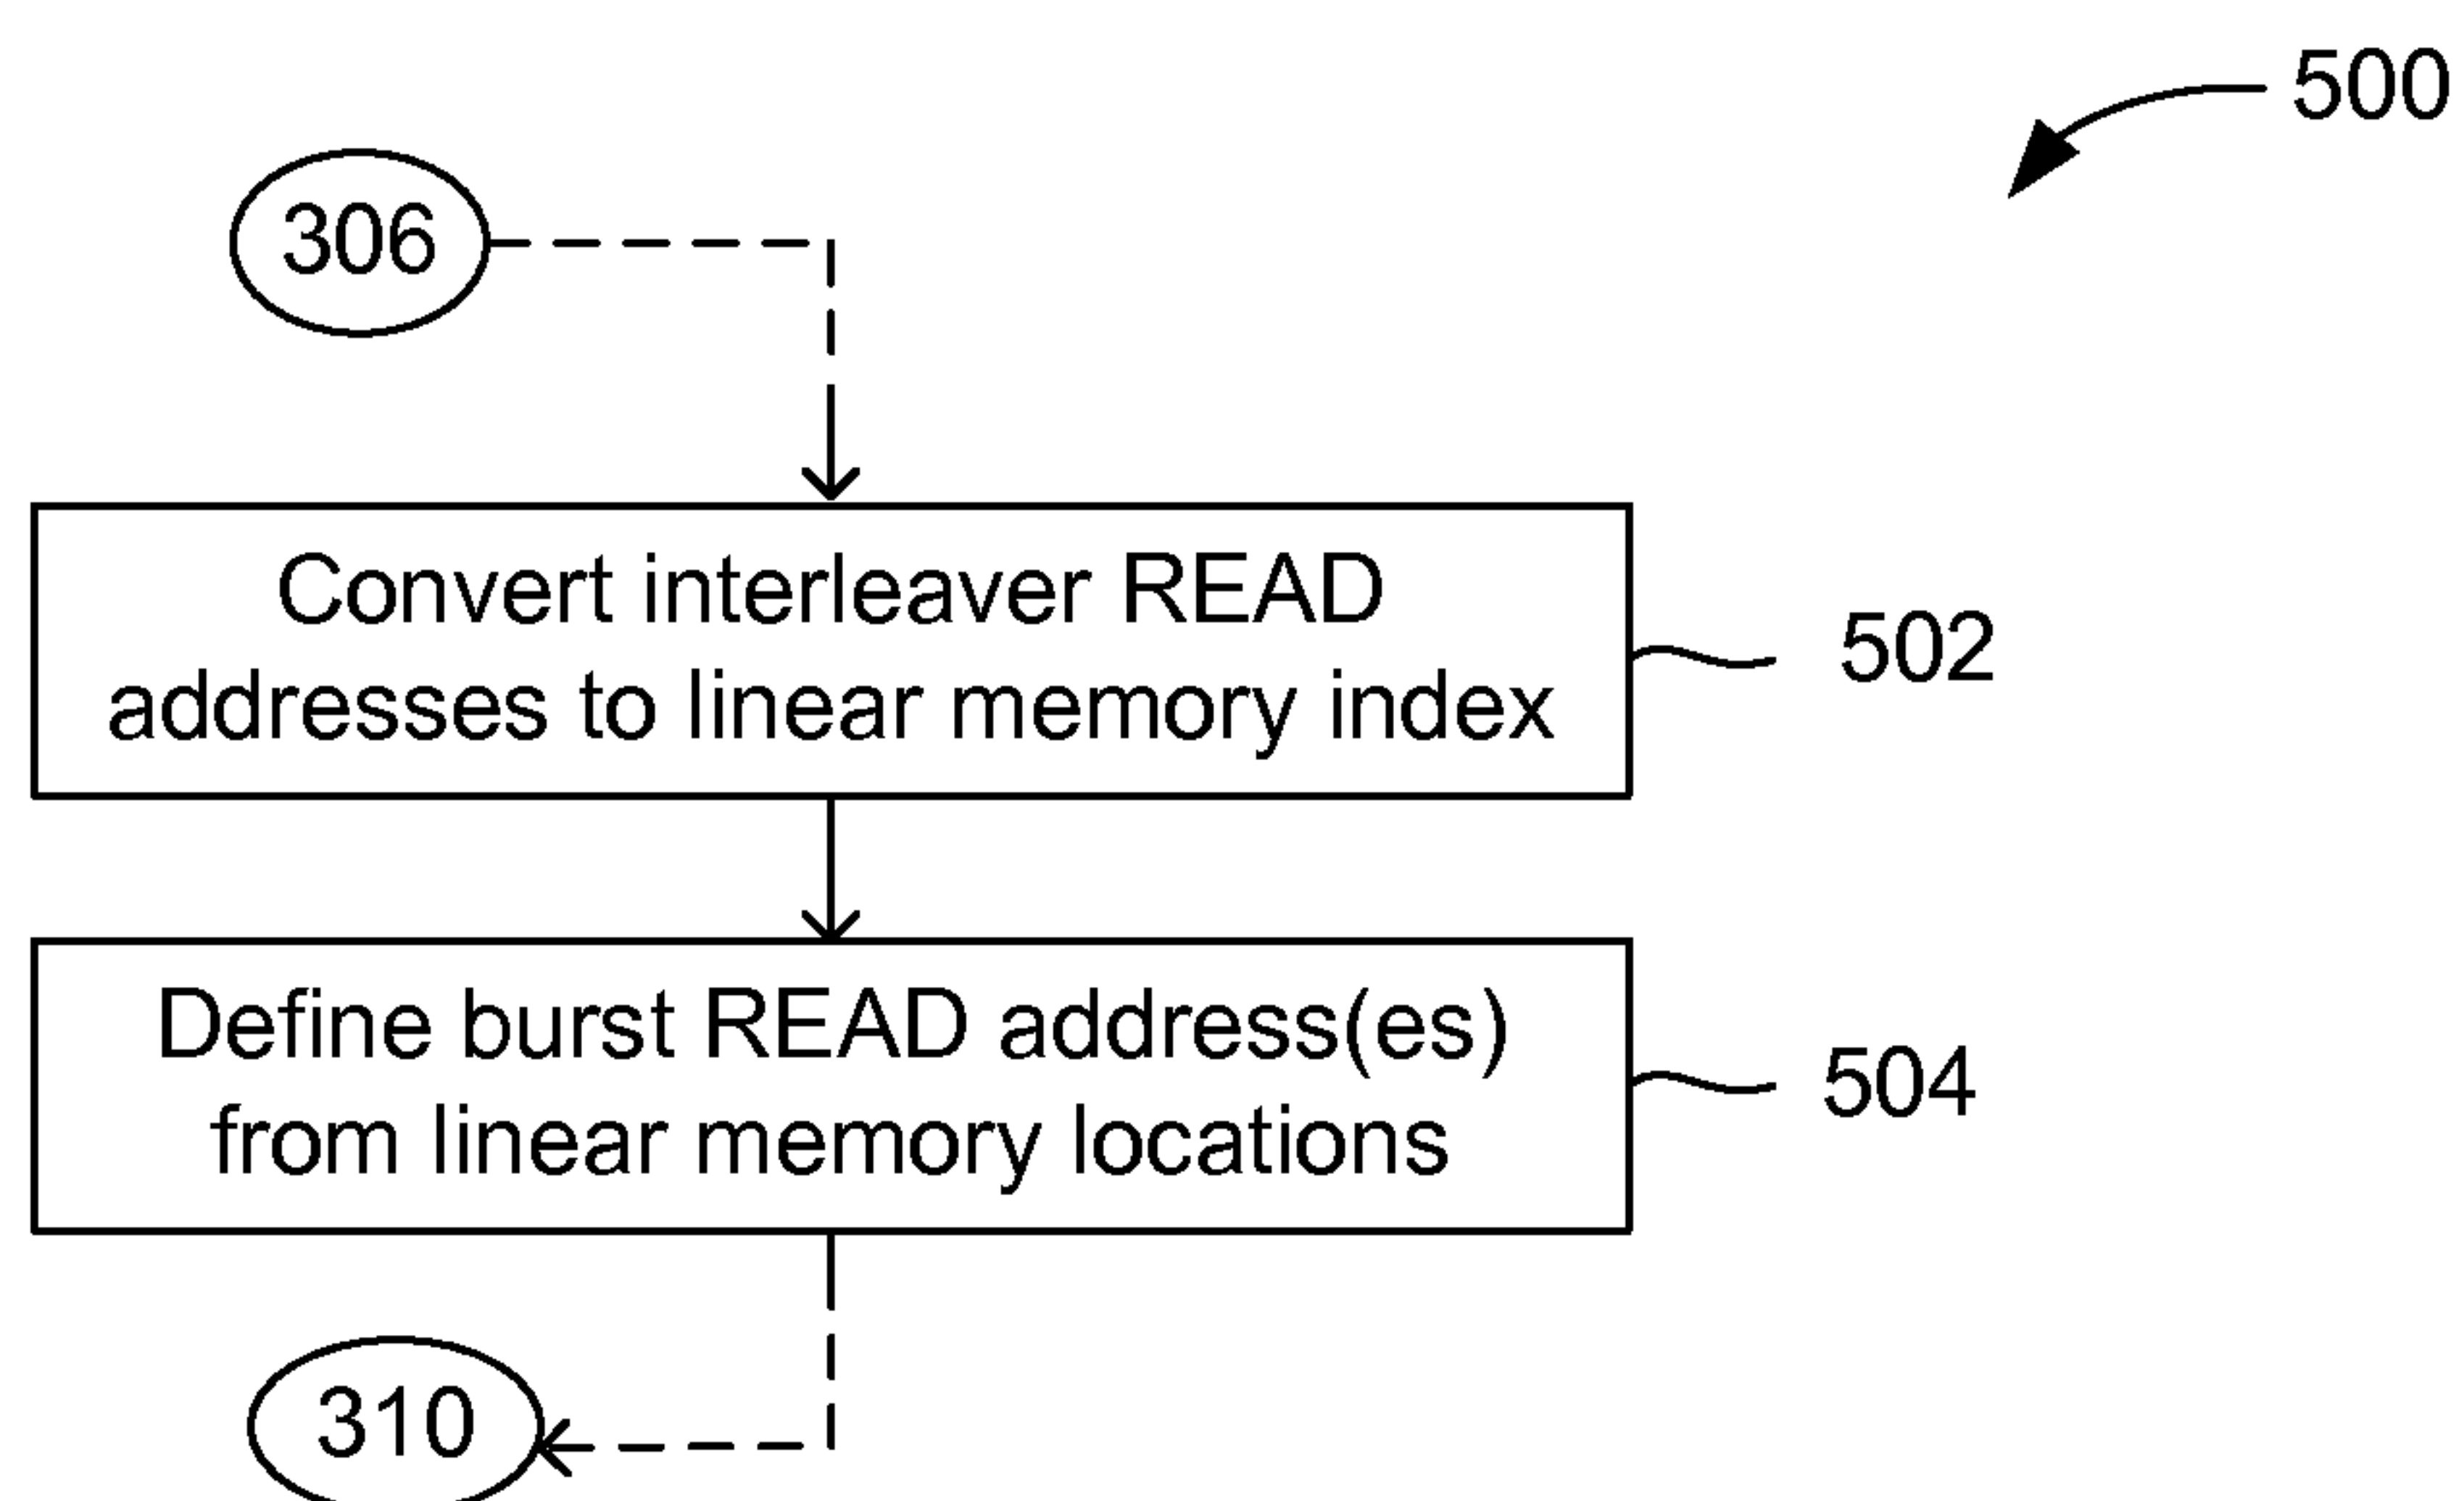 500
306
Convert interleaver READ
addresses to linear memory index
502
Define burst READ address(es)
from linear memory locations
504
310